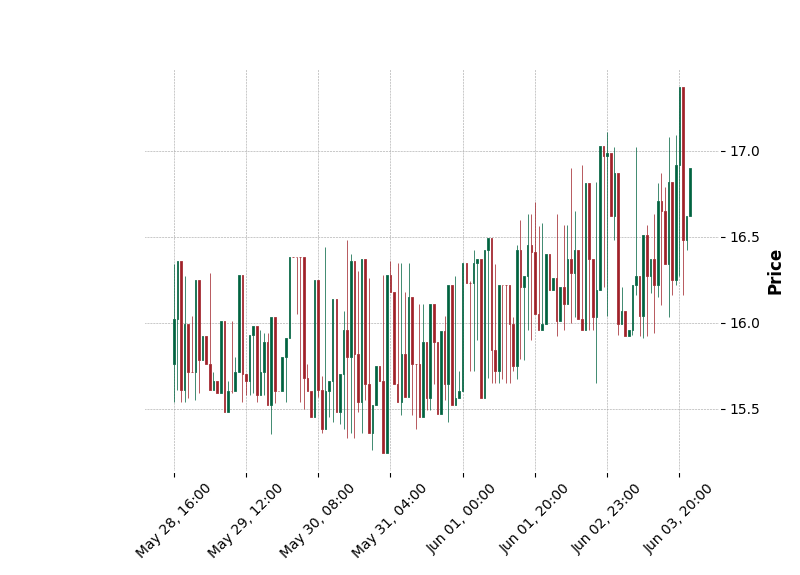 17.0
16.5
16.0
15.5
Price
May 28, 16:00
May 29, 12:00
May 30, 08:00
May 31, 04:00
Jun 01, 00:00
Jun 01, 20:00
Jun 02, 23:00
Jun 03, 20:00